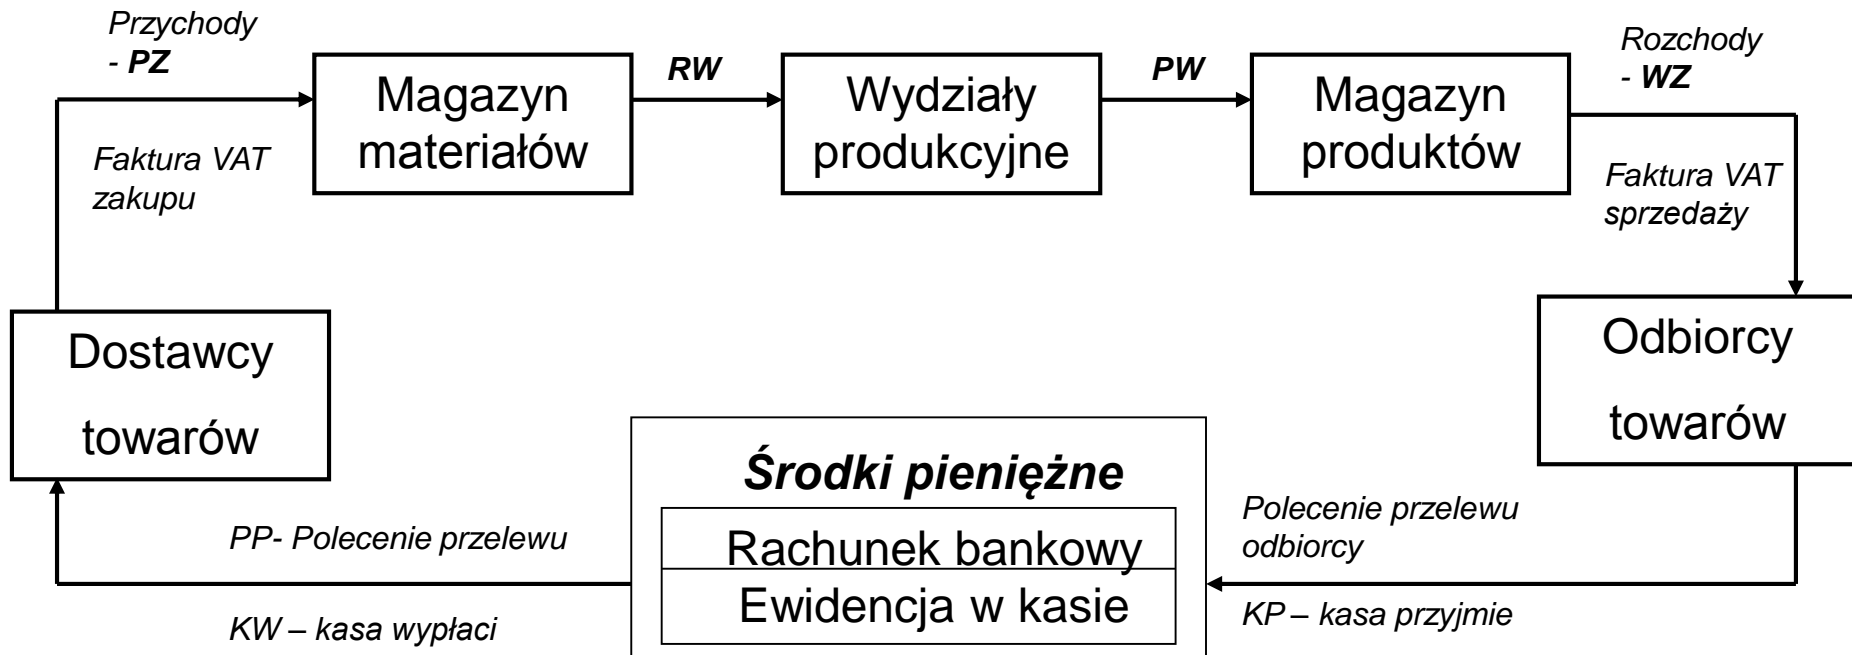 Przychody
- PZ
Magazyn
materiałów
RW
Wydziały
produkcyjne
PW
Magazyn
produktów
Rozchody
- WZ
Faktura VAT
zakupu
Faktura VAT
sprzedaży
Dostawcy
towarów
Odbiorcy
towarów
Środki pieniężne
Rachunek bankowy
Ewidencja w kasie
PP- Polecenie przelewu
KW – kasa wypłaci
Polecenie przelewu
odbiorcy
KP – kasa przyjmie